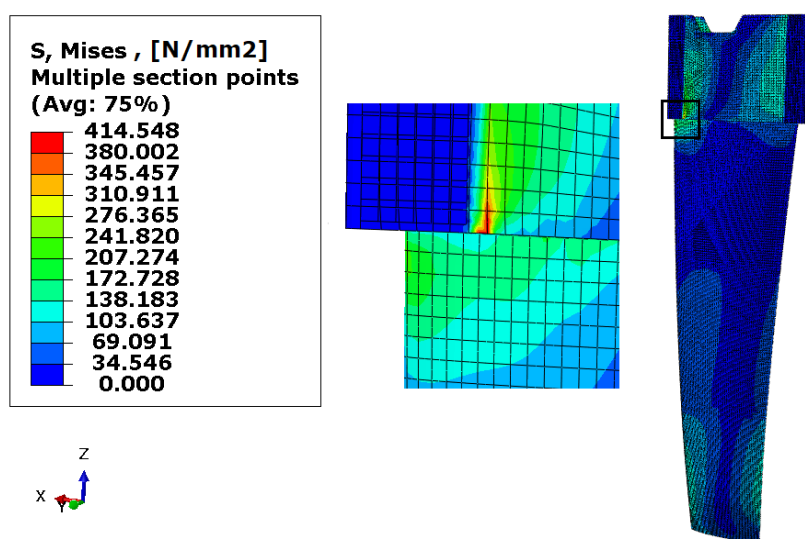 S, Mises , [N/mm2]
Multiple section points
(Avg: 75%)
414.548
380.002
345.457
310.911
276.365
241.820
207.274
172.728
138.183
103.637
69.091
34.546
0.000
Z
X
Y